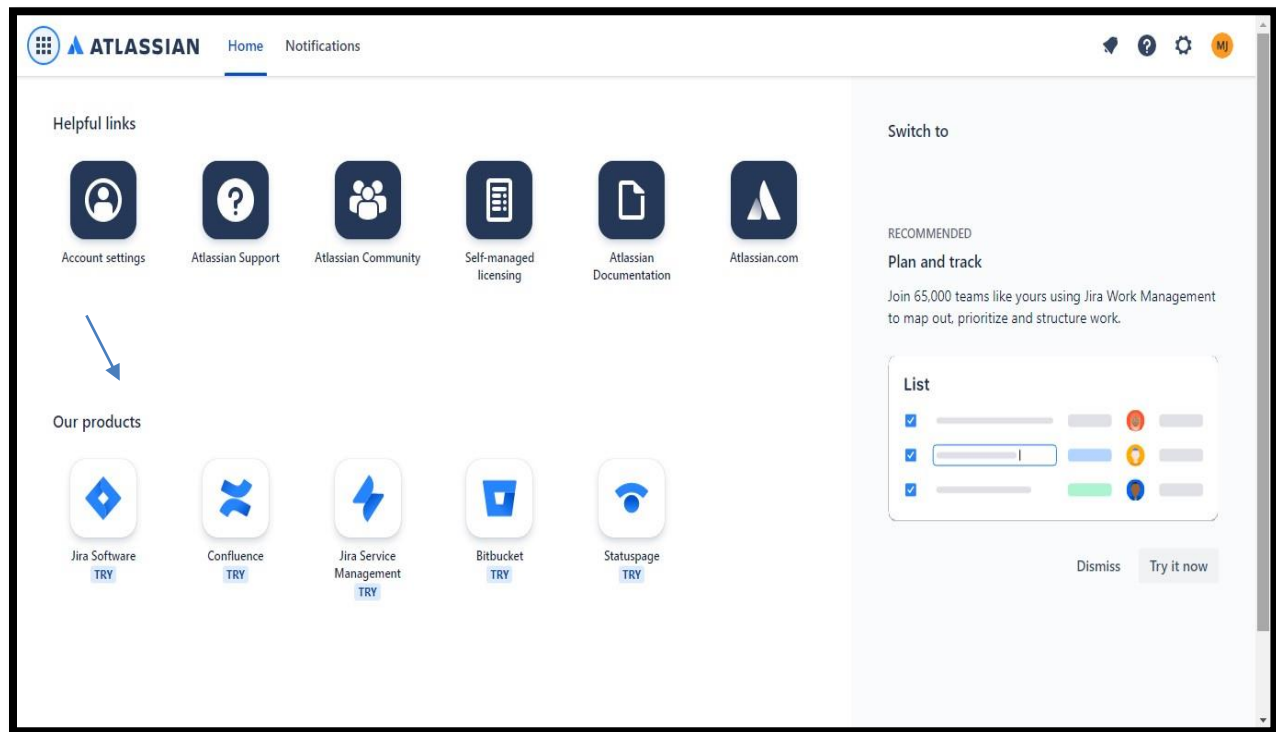 ATLASSIAN Home Notifications
MJ
Helpful links
Account settings
Atlassian Support
Atlassian Community
Self-managed
licensing
Atlassian
Documentation
Atlassian.com
Our products
Jira Software
TRY
Confluence
TRY
Jira Service
Management
TRY
Bitbucket
TRY
Statuspage
TRY
Switch to
RECOMMENDED
Plan and track
Join 65,000 teams like yours using Jira Work Management
to map out, prioritize and structure work.
List
Dismiss Try it now